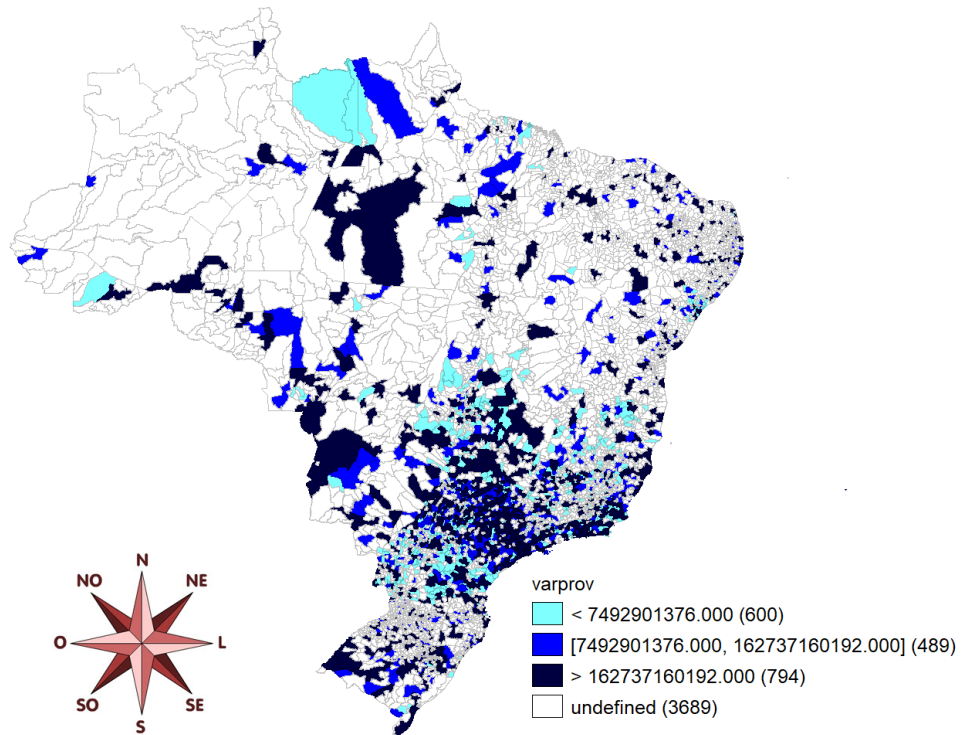 N
NO NE
O L
SO SE
S
varprov
< 7492901376.000 (600)
[7492901376.000, 162737160192.000] (489)
> 162737160192.000 (794)
undefined (3689)